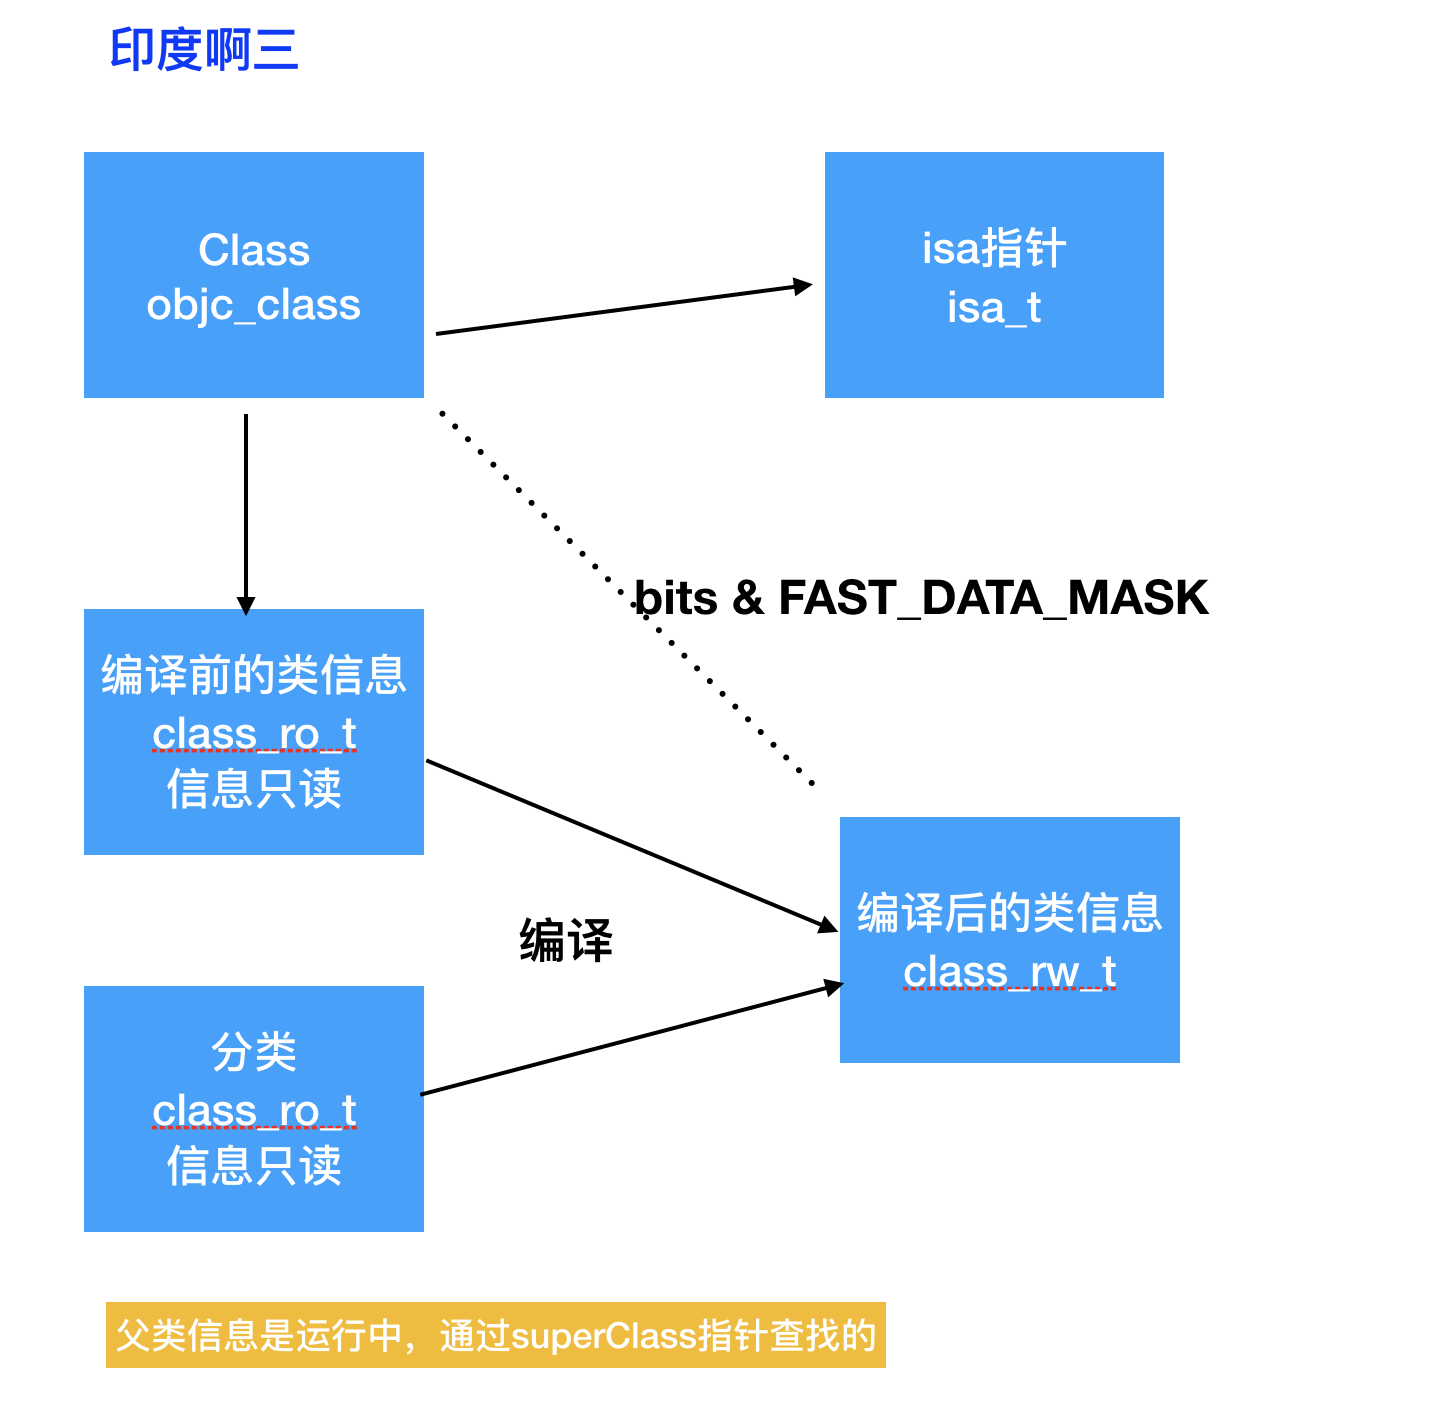 印度啊三
Class
objc_class
isa指针
isa_t
bits & FAST_DATA_MASK
编译前的类信息
class_ro_t
信息只读
编译
编译后的类信息
class_rw_t
分类
class_ro_t
信息只读
父类信息是运行中，通过superClass指针查找的